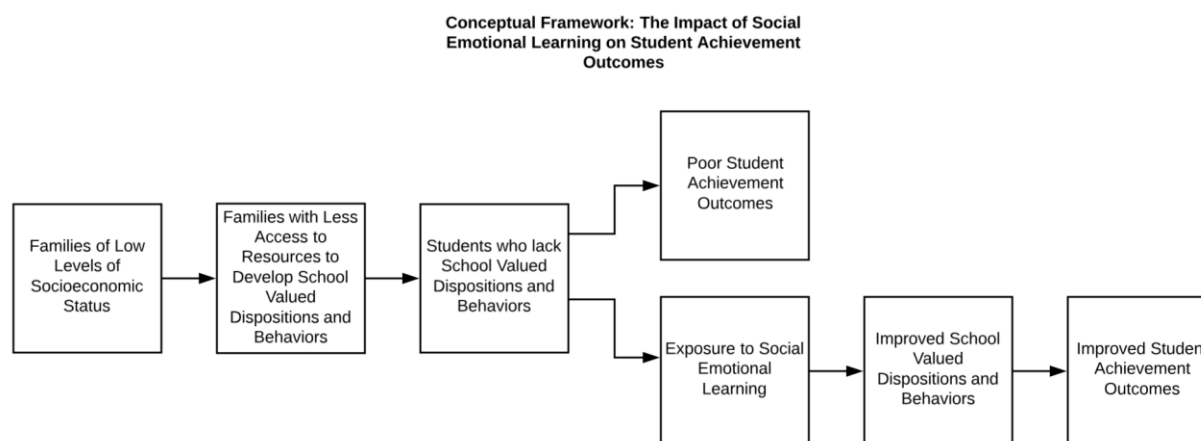 Conceptual Framework: The Impact of Social
Emotional Learning on Student Achievement
Outcomes
Families of Low
Levels of
Socioeconomic
Status
Families with Less
Access to
Resources to
Develop School
Valued
Dispositions and
Behaviors
Students who lack
School Valued
Dispositions and
Behaviors
Poor Student
Achievement
Outcomes
Exposure to Social
Emotional
Learning
Improved School
Valued
Dispositions and
Behaviors
Improved Student
Achievement
Outcomes